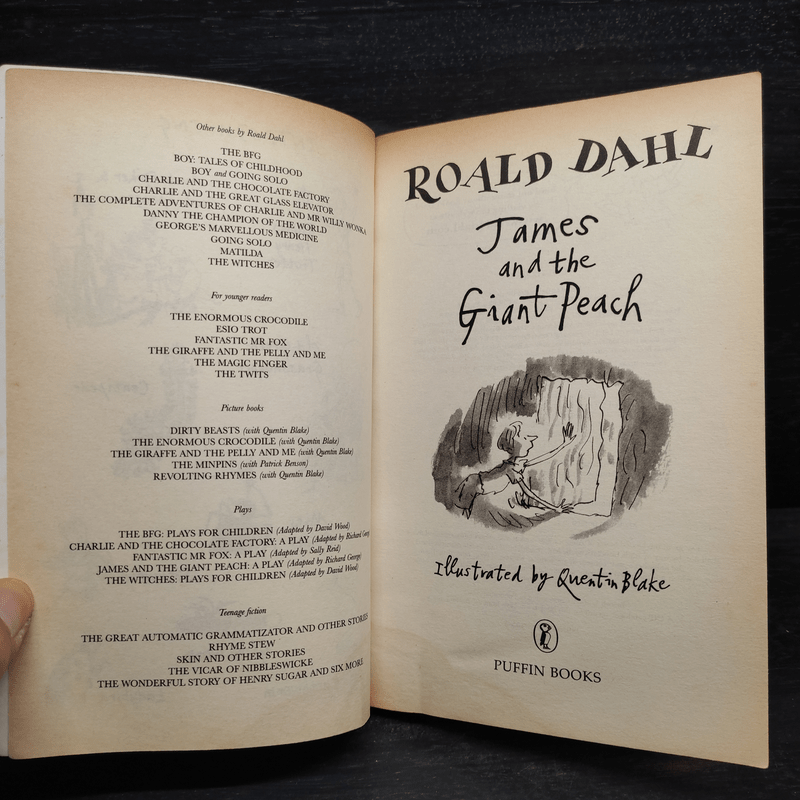 Other books by Roald Dahl
THE BFG
BOY: TALES OF CHILDHOOD
BOY and GOING SOLO
CHARLIE AND THE CHOCOLATE FACTORY
CHARLIE AND THE GREAT GLASS ELEVATOR
THE COMPLETE ADVENTURES OF CHARLIE AND MR WILLY WONKA
DANNY THE CHAMPION OF THE WORLD
GEORGE'S MARVELLOUS MEDICINE
GOING SOLO
MATILDA
THE WITCHES
For younger readers
THE ENORMOUS CROCODILE
ESIO TROT
FANTASTIC MR FOX
THE GIRAFFE AND THE PELLY AND ME
THE MAGIC FINGER
THE TWITS
Picture books
DIRTY BEASTS (with Quentin Blake)
THE ENORMOUS CROCODILE (with Quentin Blake)
THE GIRAFFE AND THE PELLY AND ME (with Quentin Blake)
THE MINPINS (with Patrick Benson)
REVOLTING RHYMES (with Quentin Blake)
Plays
THE BFG: PLAYS FOR CHILDREN (Adapted by David Wood)
CHARLIE AND THE CHOCOLATE FACTORY: A PLAY (Adapted by Richard George)
FANTASTIC MR FOX: A PLAY (Adapted by Sally Reid)
JAMES AND THE GIANT PEACH: A PLAY (Adapted by Richard George)
THE WITCHES: PLAYS FOR CHILDREN (Adapted by David Wood)
Teenage fiction
THE GREAT AUTOMATIC GRAMMATIZATOR AND OTHER STORIES
RHYME STEW
SKIN AND OTHER STORIES
THE VICAR OF NIBBLESWICKE
THE WONDERFUL STORY OF HENRY SUGAR AND SIX MORE
ROALD DAHL
James
and the
Giant Peach
Illustrated by Quentin Blake
PUFFIN BOOKS